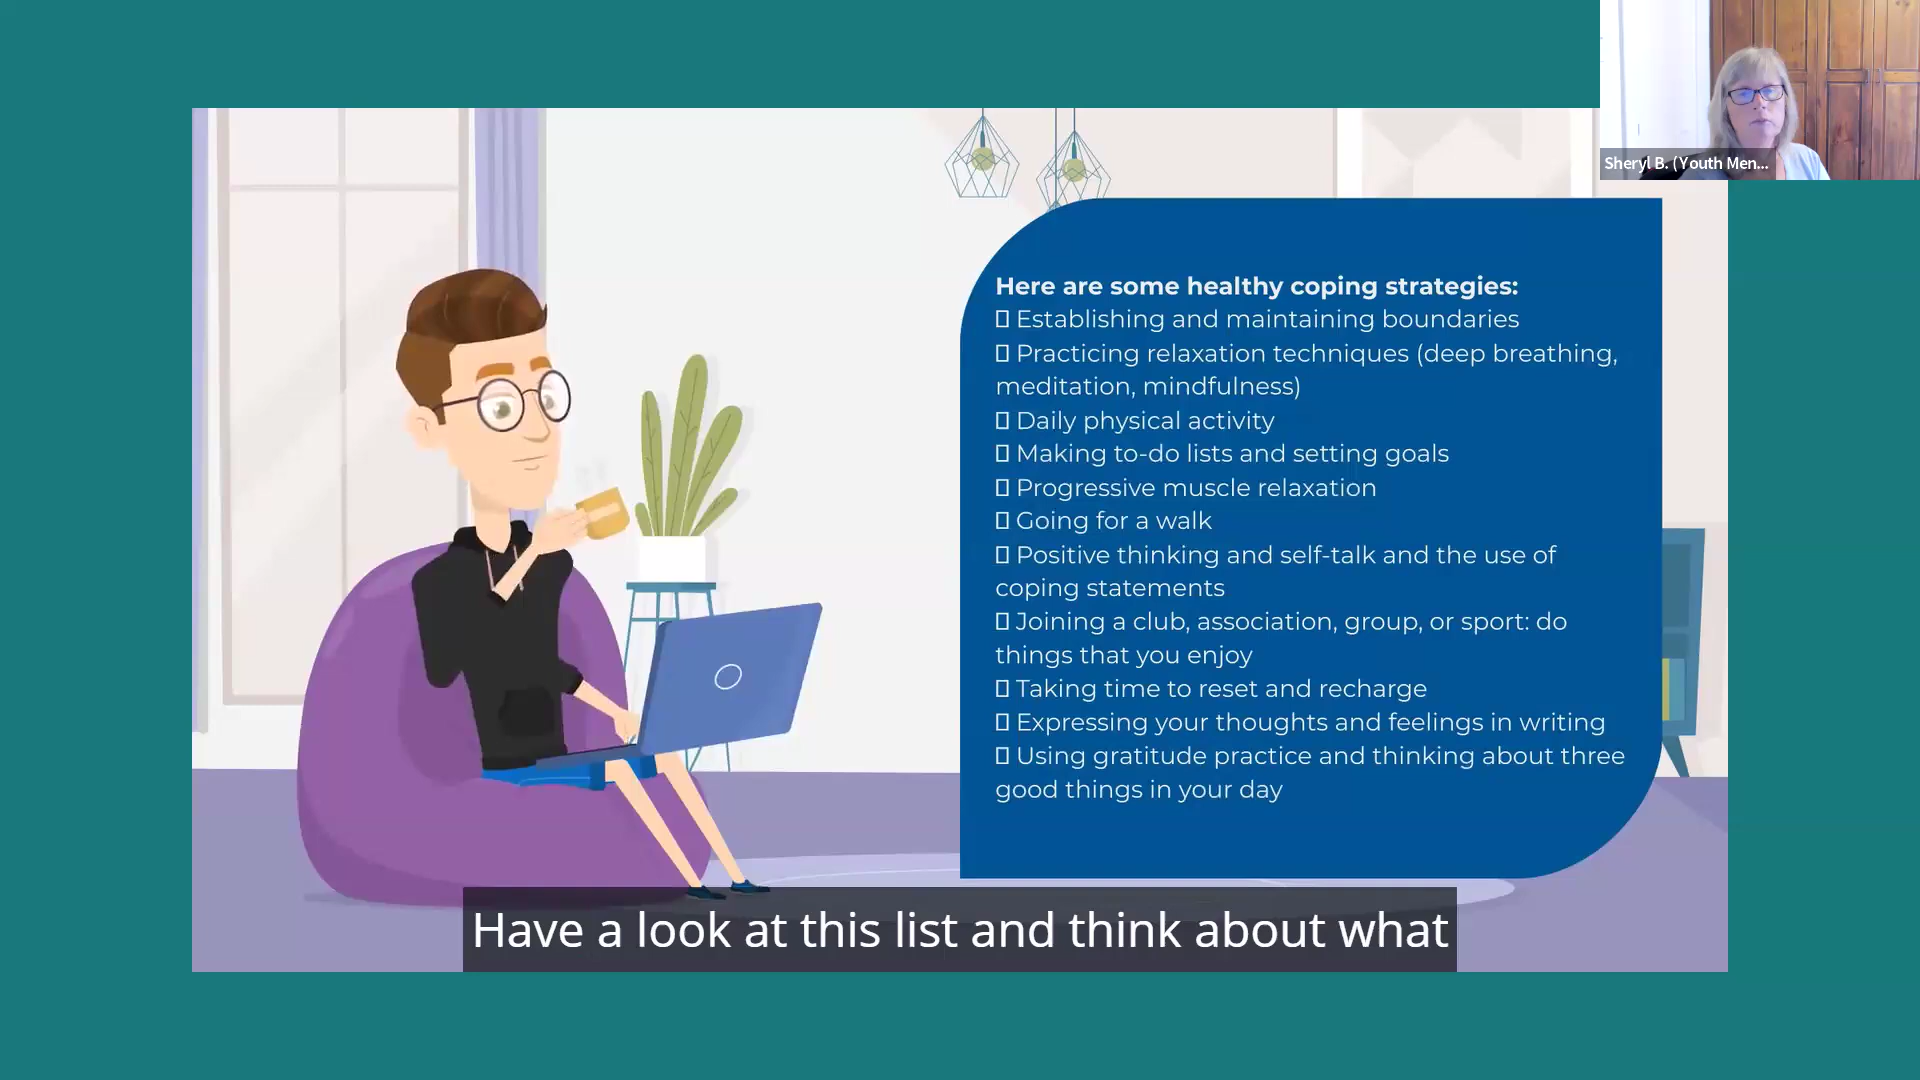 Sheryl B. (Youth Men...
Here are some healthy coping strategies:
▯ Establishing and maintaining boundaries
▯ Practicing relaxation techniques (deep breathing,
meditation, mindfulness)
▯ Daily physical activity
▯ Making to-do lists and setting goals
▯ Progressive muscle relaxation
▯ Going for a walk
▯ Positive thinking and self-talk and the use of
coping statements
▯ Joining a club, association, group, or sport: do
things that you enjoy
▯ Taking time to reset and recharge
▯ Expressing your thoughts and feelings in writing
▯ Using gratitude practice and thinking about three
good things in your day
Have a look at this list and think about what